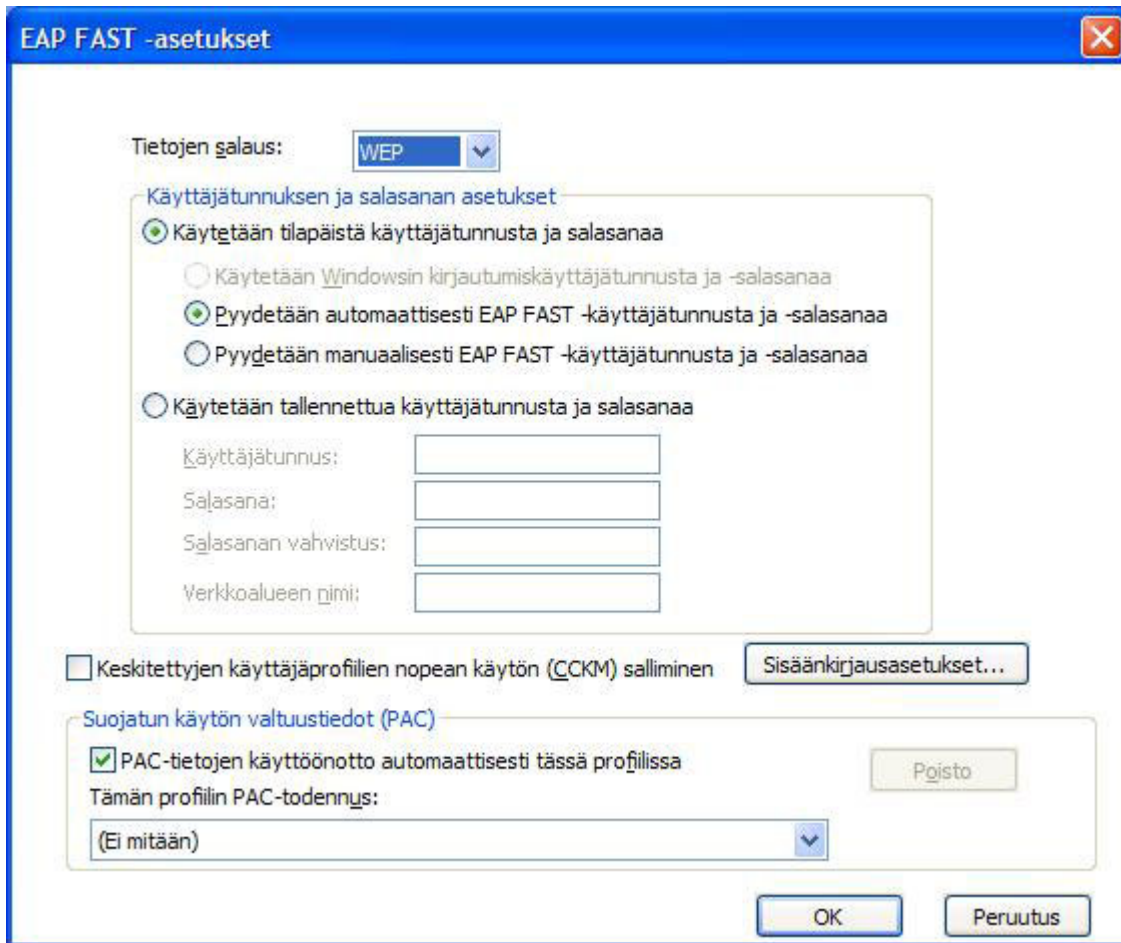 EAP FAST -asetukset
Tietojen salaus: WEP
Käyttäjätunnuksen ja salasanan asetukset
Käytetään tilapäistä käyttäjätunnusta ja salasanaa
Käytetään Windowsin kirjautumiskäyttäjätunnusta ja -salasanaa
Pyydetään automaattisesti EAP FAST -käyttäjätunnusta ja -salasanaa
Pyydetään manuaalisesti EAP FAST -käyttäjätunnusta ja -salasanaa
Käytetään tallennettua käyttäjätunnusta ja salasanaa
Käyttäjätunnus:
Salasana:
Salasanan vahvistus:
Verkkoalueen nimi:
Keskitettyjen käyttäjäprofiilien nopean käytön (CCKM) salliminen Sisäänkirjausasetukset...
Suojatun käytön valtuustiedot (PAC)
PAC-tietojen käyttöönotto automaattisesti tässä profiilissa Poisto
Tämän profiilin PAC-todennus:
(Ei mitään)
OK Peruutus